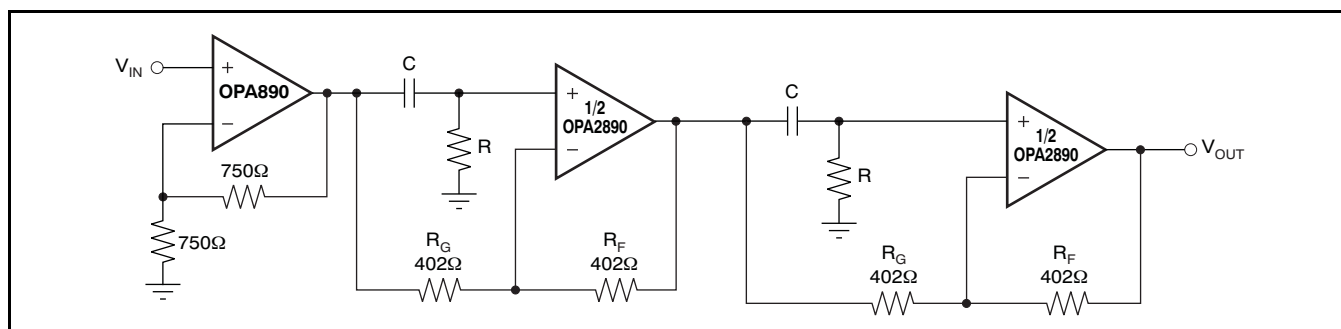 V_IN
+
OPA890
−
750Ω
750Ω
C
R
+
1/2
OPA2890
−
R_G
402Ω
R_F
402Ω
C
R
+
1/2
OPA2890
−
V_OUT
R_G
402Ω
R_F
402Ω